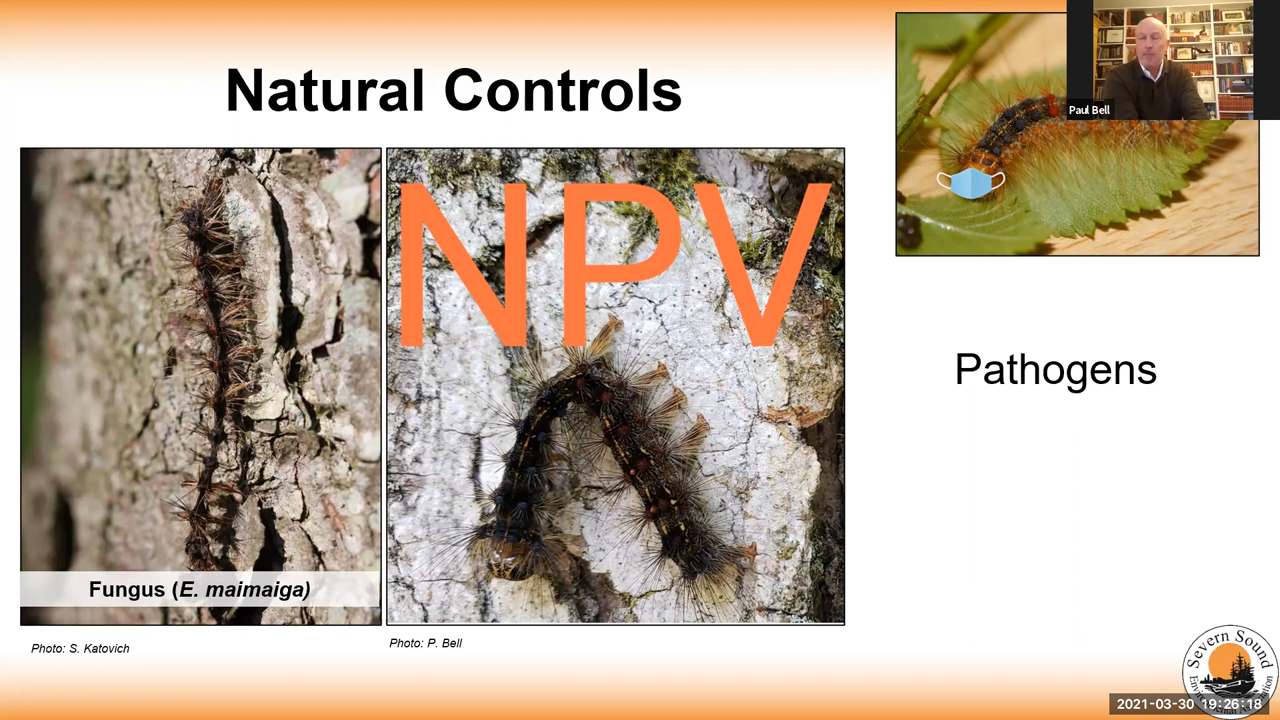 Natural Controls
Paul Bell
NPV
Pathogens
Fungus (E. maimaiga)
Photo: S. Katovich
Photo: P. Bell
Severn Sound
2021-03-30 19:26:18